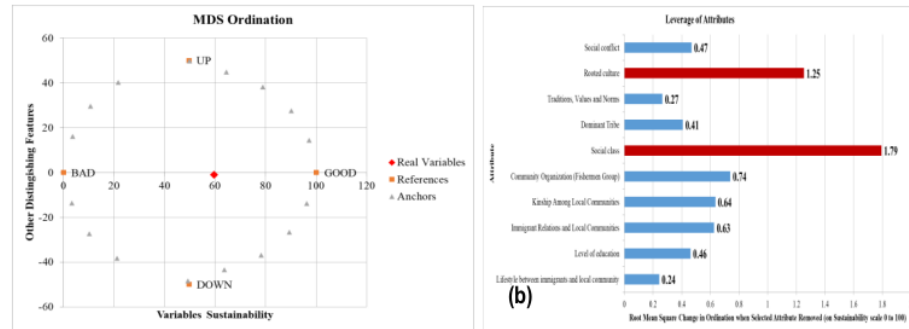 MDS Ordination
60
40
20
0
-20
-40
-60
Other Distingishing Features
UP
BAD
GOOD
DOWN
0 20 40 60 80 100 120
Variables Sustainability
Real Variables
References
Anchors
Leverage of Attributes
Attribute
Social conflict 0.47
Rooted culture 1.25
Traditions, Values and Norms 0.27
Dominant Tribe 0.41
Social class 1.79
Community Organization (Fishermen Group) 0.74
Kinship Among Local Communities 0.64
Immigrant Relations and Local Communities 0.63
Level of education 0.46
Lifestyle between immigrants and local community 0.24
(b)
0 0.2 0.4 0.6 0.8 1 1.2 1.4 1.6 1.8
Root Mean Square Change in Ordination when Selected Attribute Removed (on Sustainability scale 0 to 100)